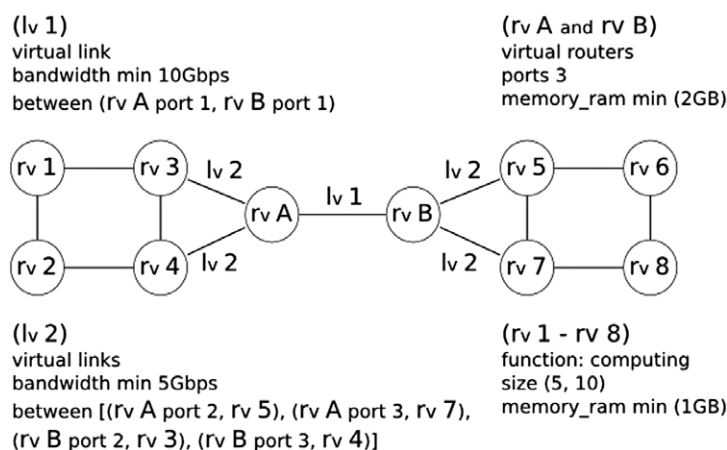 (lv 1)
virtual link
bandwidth min 10Gbps
between (rv A port 1, rv B port 1)
(rv A and rv B)
virtual routers
ports 3
memory_ram min (2GB)
rv 1
rv 3
lv 2
lv 2
rv 5
rv 6
rv A
lv 1
rv B
rv 2
rv 4
lv 2
lv 2
rv 7
rv 8
(lv 2)
virtual links
bandwidth min 5Gbps
between [(rv A port 2, rv 5), (rv A port 3, rv 7),
(rv B port 2, rv 3), (rv B port 3, rv 4)]
(rv 1 - rv 8)
function: computing
size (5, 10)
memory_ram min (1GB)